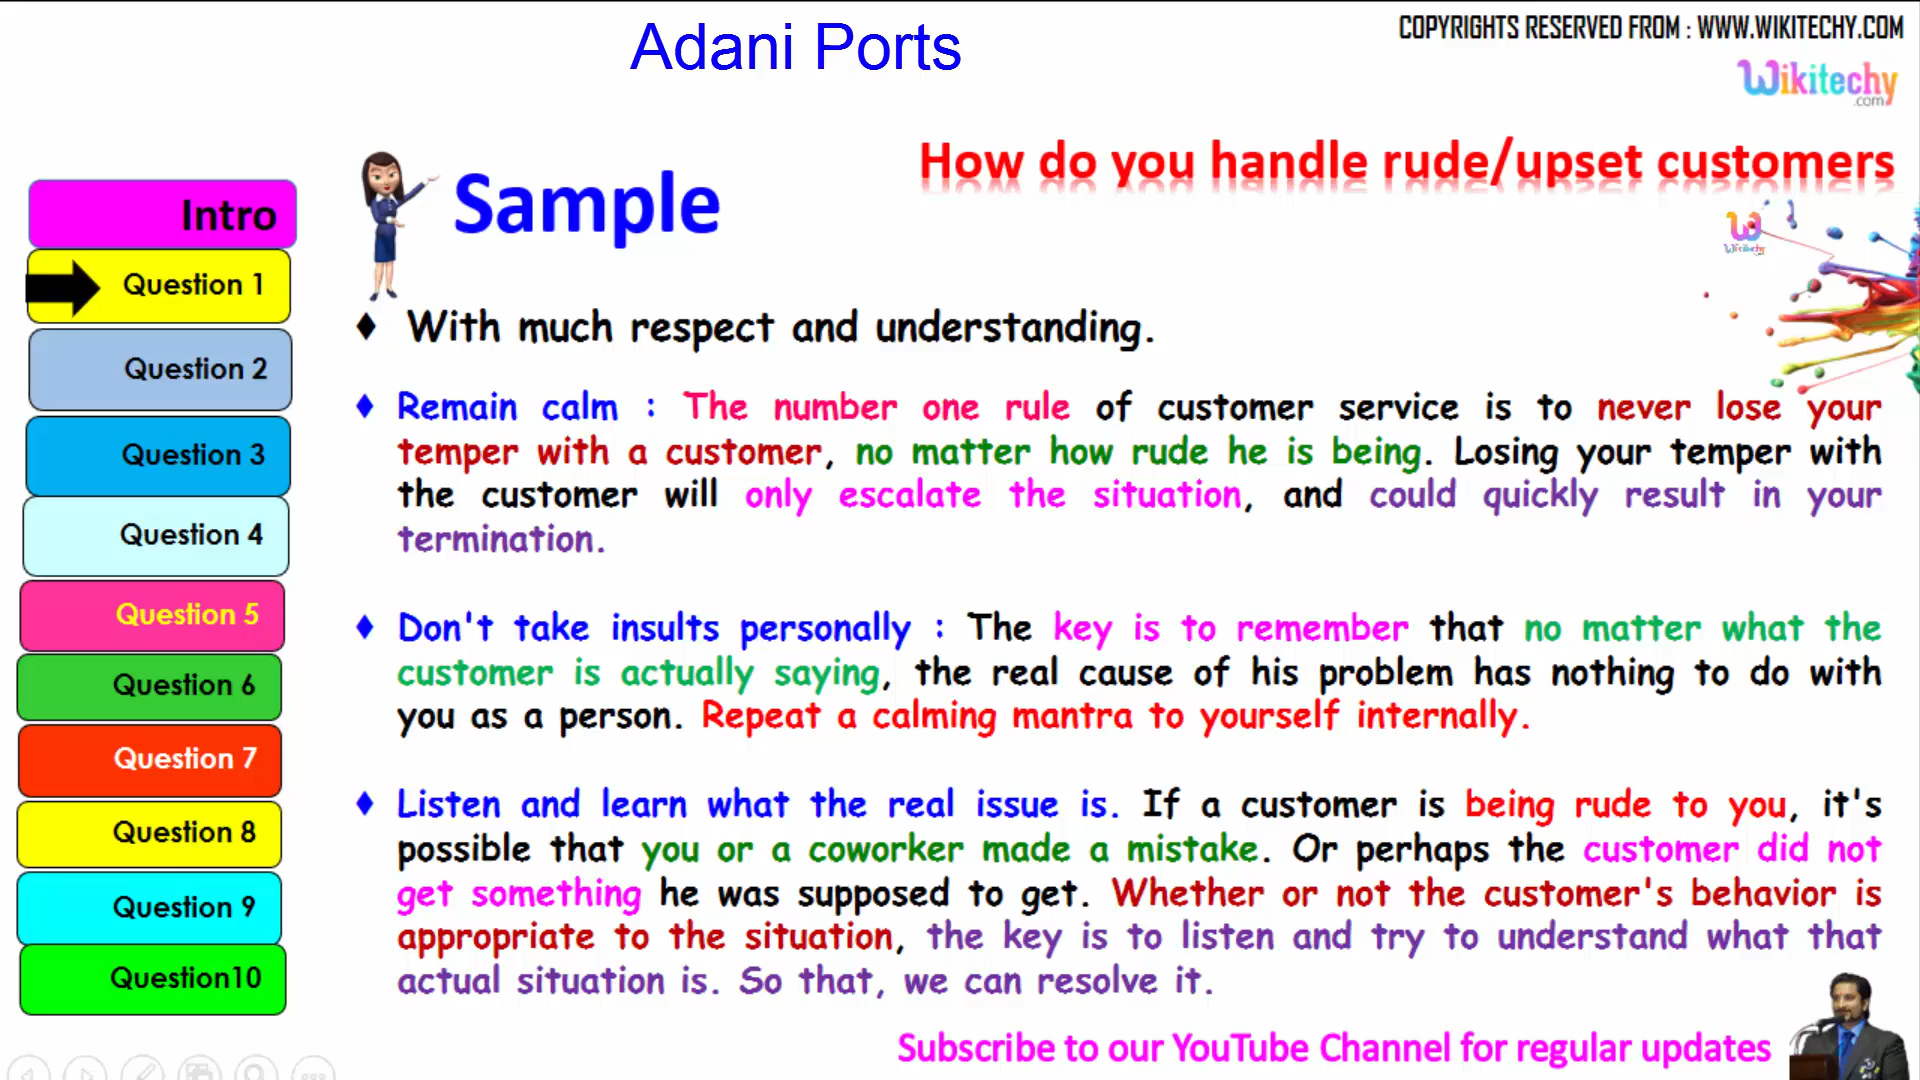 Adani Ports
COPYRIGHTS RESERVED FROM : WWW.WIKITECHY.COM
Wikitechy
.com
How do you handle rude/upset customers
Sample
Wikitechy
Intro
Question 1
Question 2
Question 3
Question 4
Question 5
Question 6
Question 7
Question 8
Question 9
Question10
♦ With much respect and understanding.
♦ Remain calm : The number one rule of customer service is to never lose your
temper with a customer, no matter how rude he is being. Losing your temper with
the customer will only escalate the situation, and could quickly result in your
termination.
♦ Don't take insults personally : The key is to remember that no matter what the
customer is actually saying, the real cause of his problem has nothing to do with
you as a person. Repeat a calming mantra to yourself internally.
♦ Listen and learn what the real issue is. If a customer is being rude to you, it's
possible that you or a coworker made a mistake. Or perhaps the customer did not
get something he was supposed to get. Whether or not the customer's behavior is
appropriate to the situation, the key is to listen and try to understand what that
actual situation is. So that, we can resolve it.
Subscribe to our YouTube Channel for regular updates